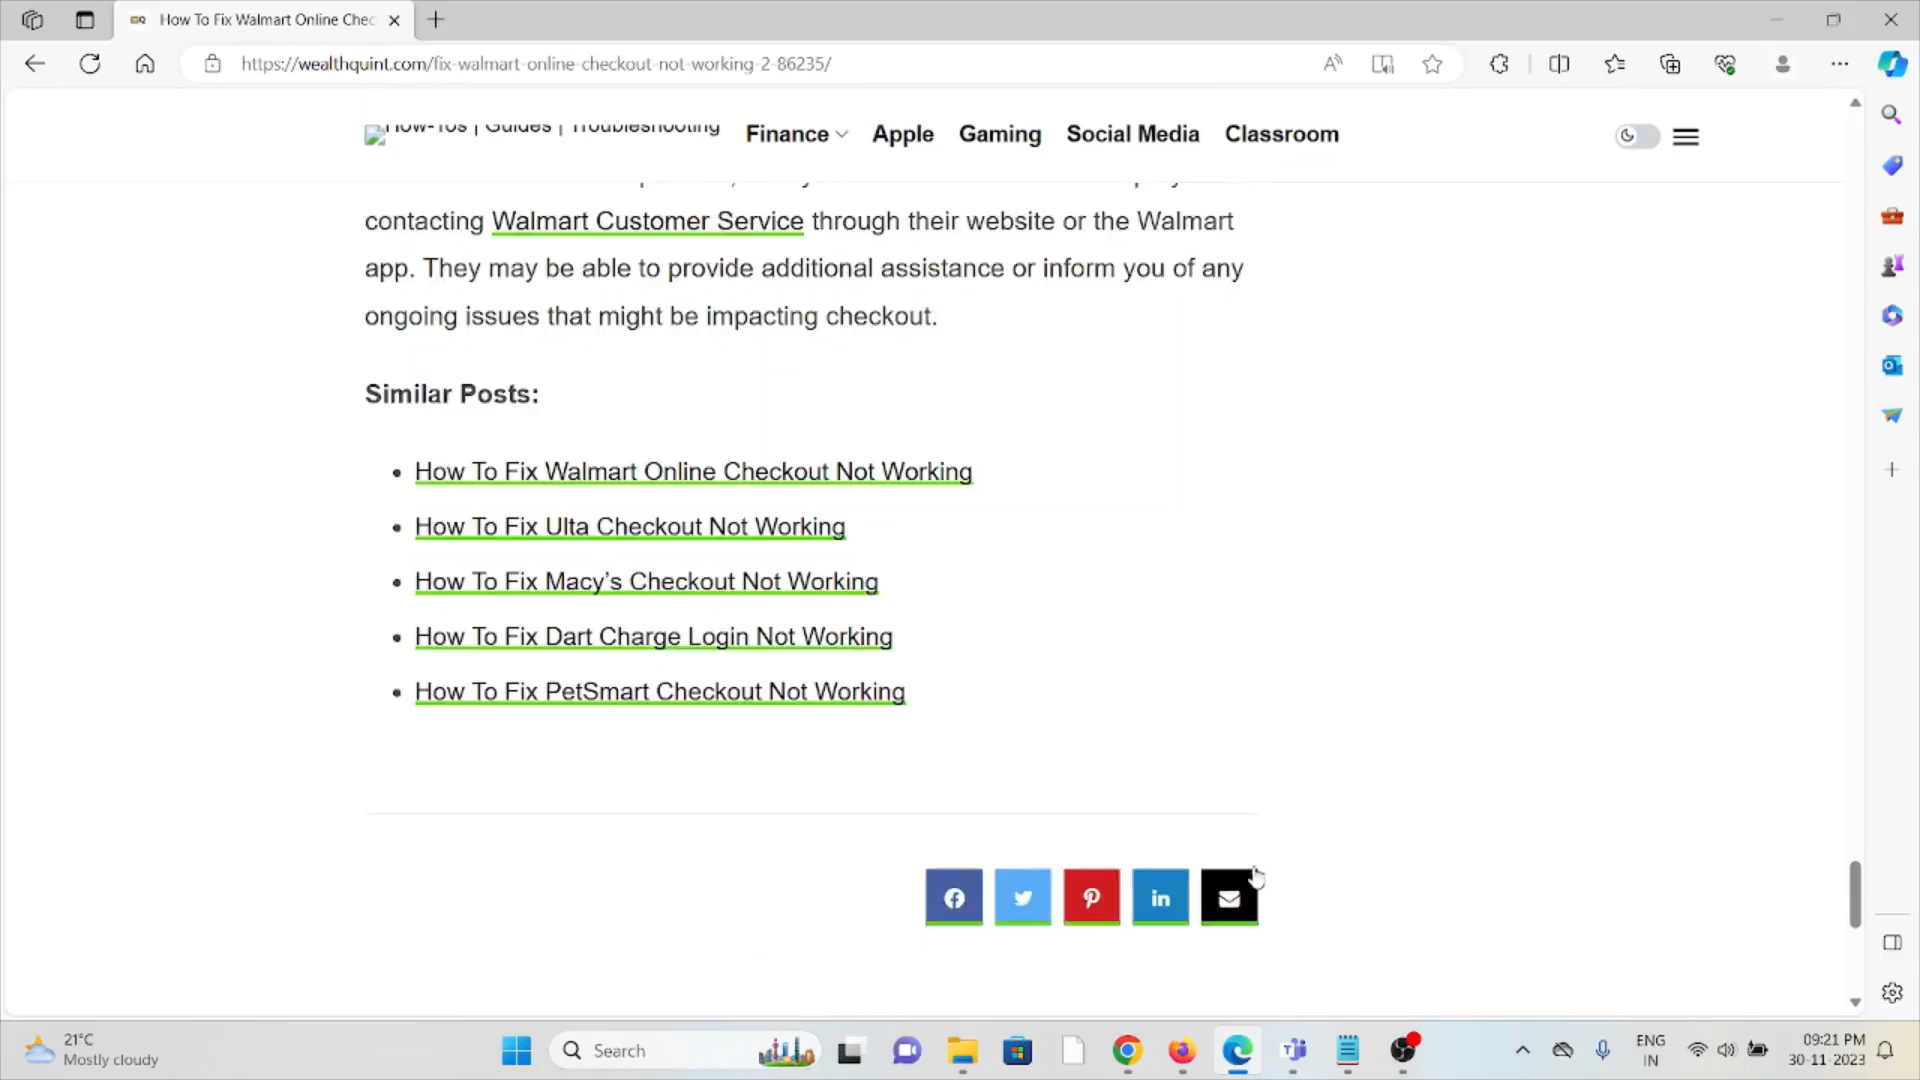 How To Fix Walmart Online Chec
https://wealthquint.com/fix-walmart-online-checkout-not-working-2-86235/
How-Tos | Guides | Troubleshooting
Finance Apple Gaming Social Media Classroom
contacting Walmart Customer Service through their website or the Walmart
app. They may be able to provide additional assistance or inform you of any
ongoing issues that might be impacting checkout.
Similar Posts:
• How To Fix Walmart Online Checkout Not Working
• How To Fix Ulta Checkout Not Working
• How To Fix Macy’s Checkout Not Working
• How To Fix Dart Charge Login Not Working
• How To Fix PetSmart Checkout Not Working
21°C
Mostly cloudy
Search
ENG
IN
09:21 PM
30-11-2023